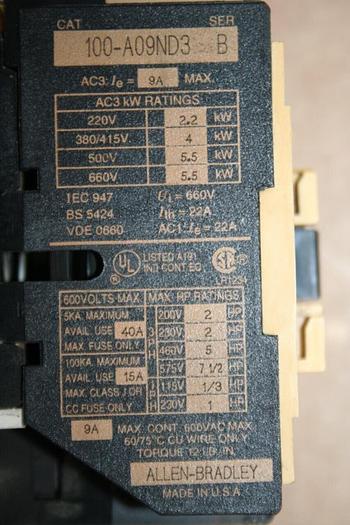 CAT SER
100-A09ND3 B
AC3: Ie = 9A MAX.
AC3 kW RATINGS
220V 2.2 kW
380/415V 4 kW
500V 5.5 kW
660V 5.5 kW
IEC 947 Ui = 660V
BS 5424 Ith = 22A
VDE 0660 AC1: Ie = 22A
UL LISTED A191
IND CONT EQ
LR1234
600VOLTS MAX. MAX. HP RATINGS
5KA. MAXIMUM 200V 2 HP
AVAIL. USE 40A 3 230V 2 HP
MAX. FUSE ONLY P 460V 5 HP
100KA. MAXIMUM H 575V 7 1/2 HP
AVAIL. USE 15A 1 115V 1/3 HP
MAX. CLASS J OR P
CC FUSE ONLY H 230V 1 HP
9A MAX. CONT. 600VAC MAX.
60/75°C CU WIRE ONLY
TORQUE 12 LB. IN.
ALLEN-BRADLEY
MADE IN U.S.A.